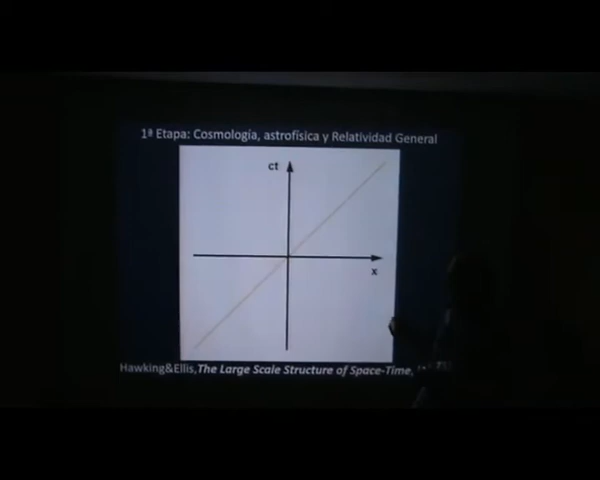 1ª Etapa: Cosmología, astrofísica y Relatividad General
ct
x
Hawking&Ellis,The Large Scale Structure of Space-Time,